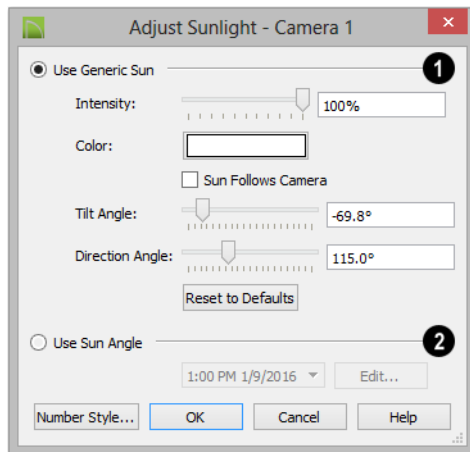 Adjust Sunlight - Camera 1
Use Generic Sun
1
Intensity:
100%
Color:
Sun Follows Camera
Tilt Angle:
-69.8°
Direction Angle:
115.0°
Reset to Defaults
Use Sun Angle
2
1:00 PM 1/9/2016
Edit...
Number Style...
OK
Cancel
Help